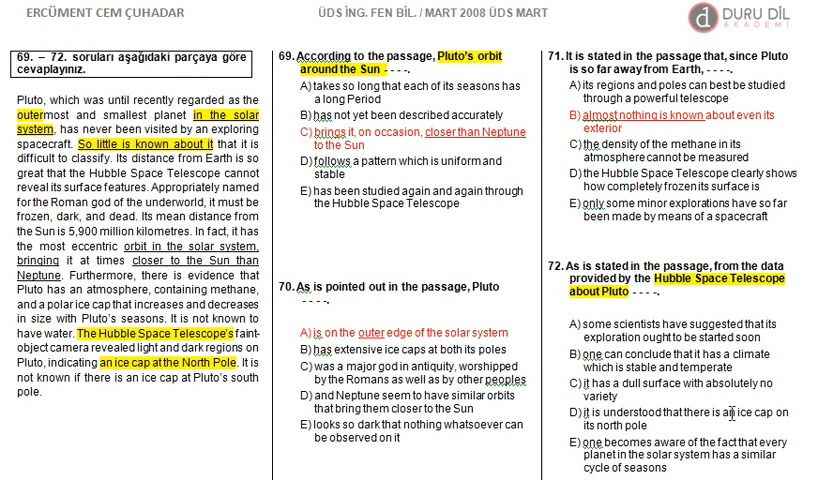 ERCÜMENT CEM ÇUHADAR
ÜDS İNG. FEN BİL. / MART 2008 ÜDS MART
DURU DİL
AKADEMİ
69. – 72. soruları aşağıdaki parçaya göre
cevaplayınız.
Pluto, which was until recently regarded as the
outermost and smallest planet in the solar
system, has never been visited by an exploring
spacecraft. So little is known about it that it is
difficult to classify. Its distance from Earth is so
great that the Hubble Space Telescope cannot
reveal its surface features. Appropriately named
for the Roman god of the underworld, it must be
frozen, dark, and dead. Its mean distance from
the Sun is 5,900 million kilometres. In fact, it has
the most eccentric orbit in the solar system,
bringing it at times closer to the Sun than
Neptune. Furthermore, there is evidence that
Pluto has an atmosphere, containing methane,
and a polar ice cap that increases and decreases
in size with Pluto's seasons. It is not known to
have water. The Hubble Space Telescope's faint-
object camera revealed light and dark regions on
Pluto, indicating an ice cap at the North Pole. It is
not known if there is an ice cap at Pluto's south
pole.
69. According to the passage, Pluto's orbit
around the Sun - - - -.
A) takes so long that each of its seasons has
a long Period
B) has not yet been described accurately
C) brings it, on occasion, closer than Neptune
to the Sun
D) follows a pattern which is uniform and
stable
E) has been studied again and again through
the Hubble Space Telescope
70. As is pointed out in the passage, Pluto
- - - -.
A) is on the outer edge of the solar system
B) has extensive ice caps at both its poles
C) was a major god in antiquity, worshipped
by the Romans as well as by other peoples
D) and Neptune seem to have similar orbits
that bring them closer to the Sun
E) looks so dark that nothing whatsoever can
be observed on it
71. It is stated in the passage that, since Pluto
is so far away from Earth, - - - -.
A) its regions and poles can best be studied
through a powerful telescope
B) almost nothing is known about even its
exterior
C) the density of the methane in its
atmosphere cannot be measured
D) the Hubble Space Telescope clearly shows
how completely frozen its surface is
E) only some minor explorations have so far
been made by means of a spacecraft
72. As is stated in the passage, from the data
provided by the Hubble Space Telescope
about Pluto - - - -.
A) some scientists have suggested that its
exploration ought to be started soon
B) one can conclude that it has a climate
which is stable and temperate
C) it has a dull surface with absolutely no
variety
D) it is understood that there is an ice cap on
its north pole
E) one becomes aware of the fact that every
planet in the solar system has a similar
cycle of seasons